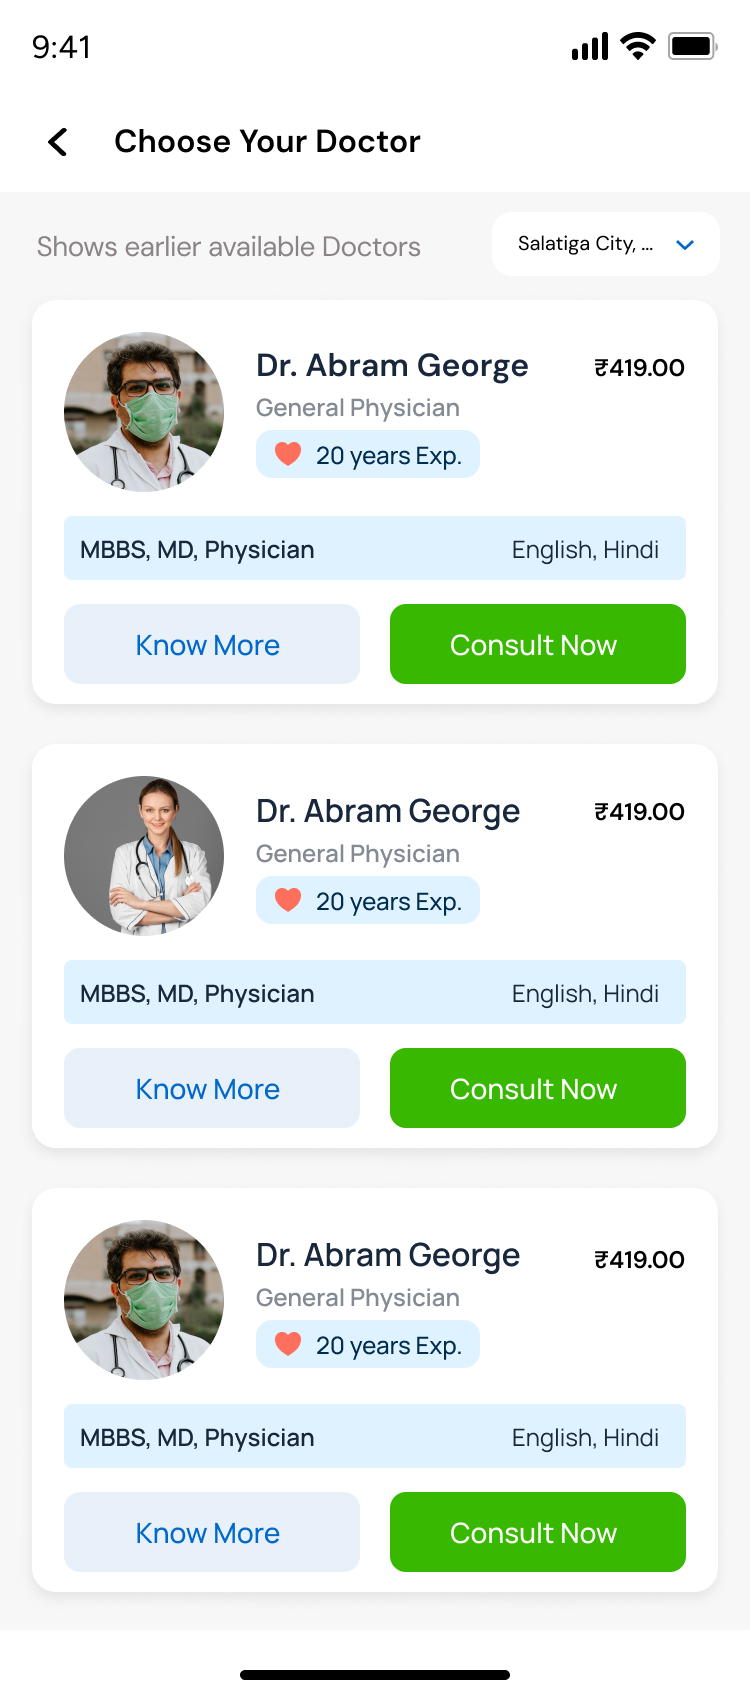 9:41
Choose Your Doctor
Shows earlier available Doctors
Salatiga City, ...
Dr. Abram George
₹419.00
General Physician
20 years Exp.
MBBS, MD, Physician
English, Hindi
Know More
Consult Now
Dr. Abram George
₹419.00
General Physician
20 years Exp.
MBBS, MD, Physician
English, Hindi
Know More
Consult Now
Dr. Abram George
₹419.00
General Physician
20 years Exp.
MBBS, MD, Physician
English, Hindi
Know More
Consult Now